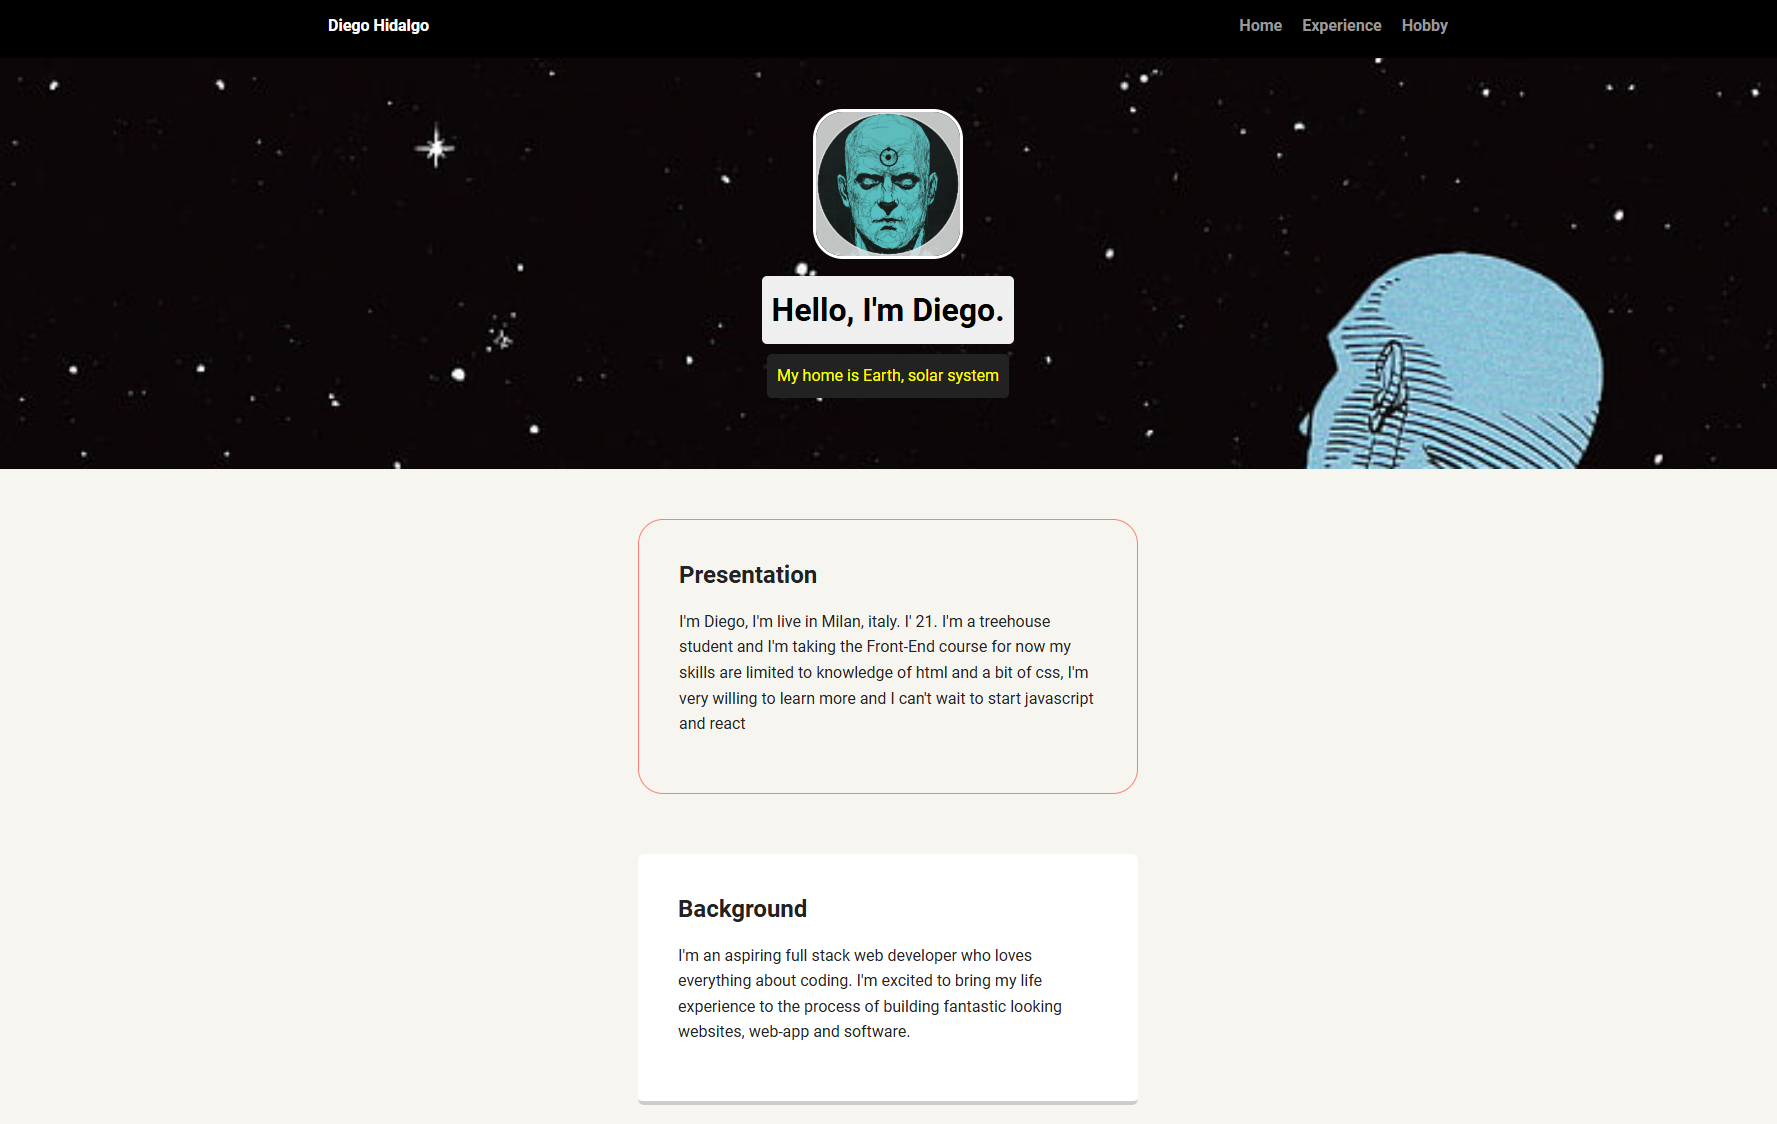 Diego Hidalgo
Home Experience Hobby
Hello, I'm Diego.
My home is Earth, solar system
Presentation
I'm Diego, I'm live in Milan, italy. I' 21. I'm a treehouse
student and I'm taking the Front-End course for now my
skills are limited to knowledge of html and a bit of css, I'm
very willing to learn more and I can't wait to start javascript
and react
Background
I'm an aspiring full stack web developer who loves
everything about coding. I'm excited to bring my life
experience to the process of building fantastic looking
websites, web-app and software.